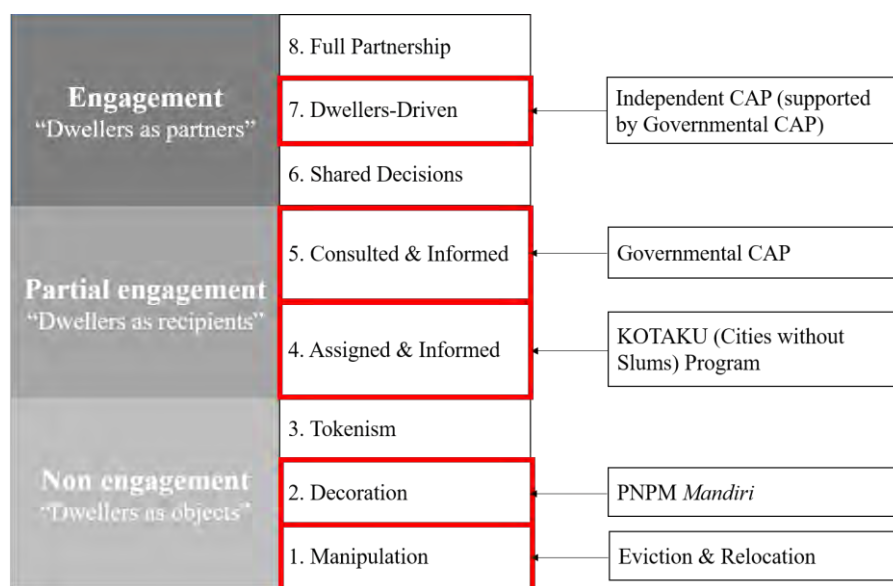 8. Full Partnership
Engagement
“Dwellers as partners”
7. Dwellers-Driven
Independent CAP (supported
by Governmental CAP)
6. Shared Decisions
Partial engagement
“Dwellers as recipients”
5. Consulted & Informed
Governmental CAP
4. Assigned & Informed
KOTAKU (Cities without
Slums) Program
3. Tokenism
Non engagement
“Dwellers as objects”
2. Decoration
PNPM Mandiri
1. Manipulation
Eviction & Relocation